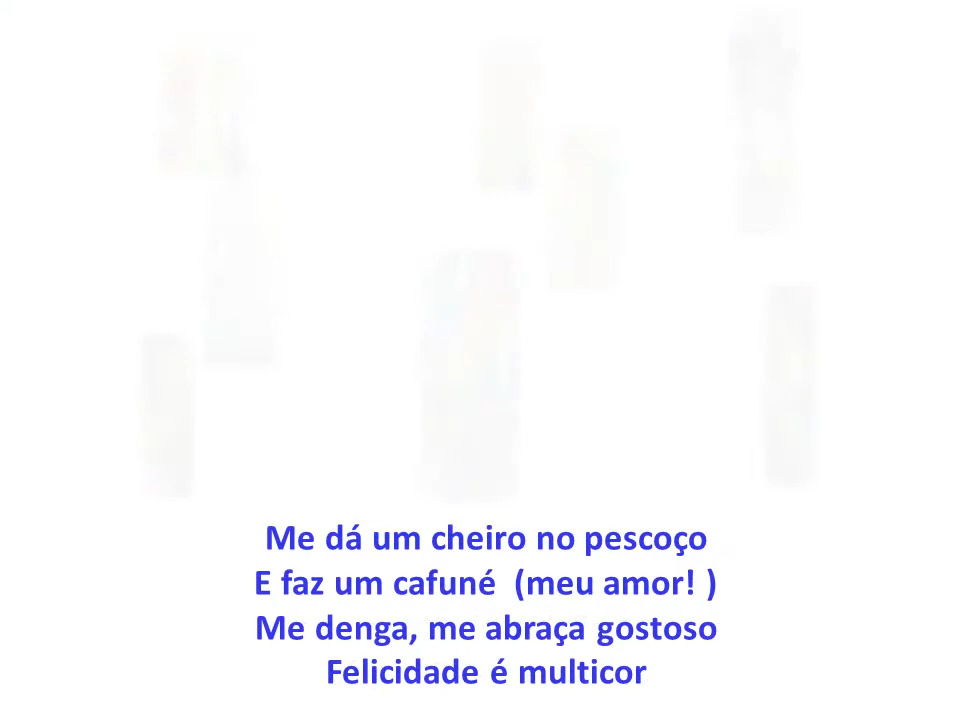 Me dá um cheiro no pescoço
E faz um cafuné  (meu amor! )
Me denga, me abraça gostoso
Felicidade é multicor